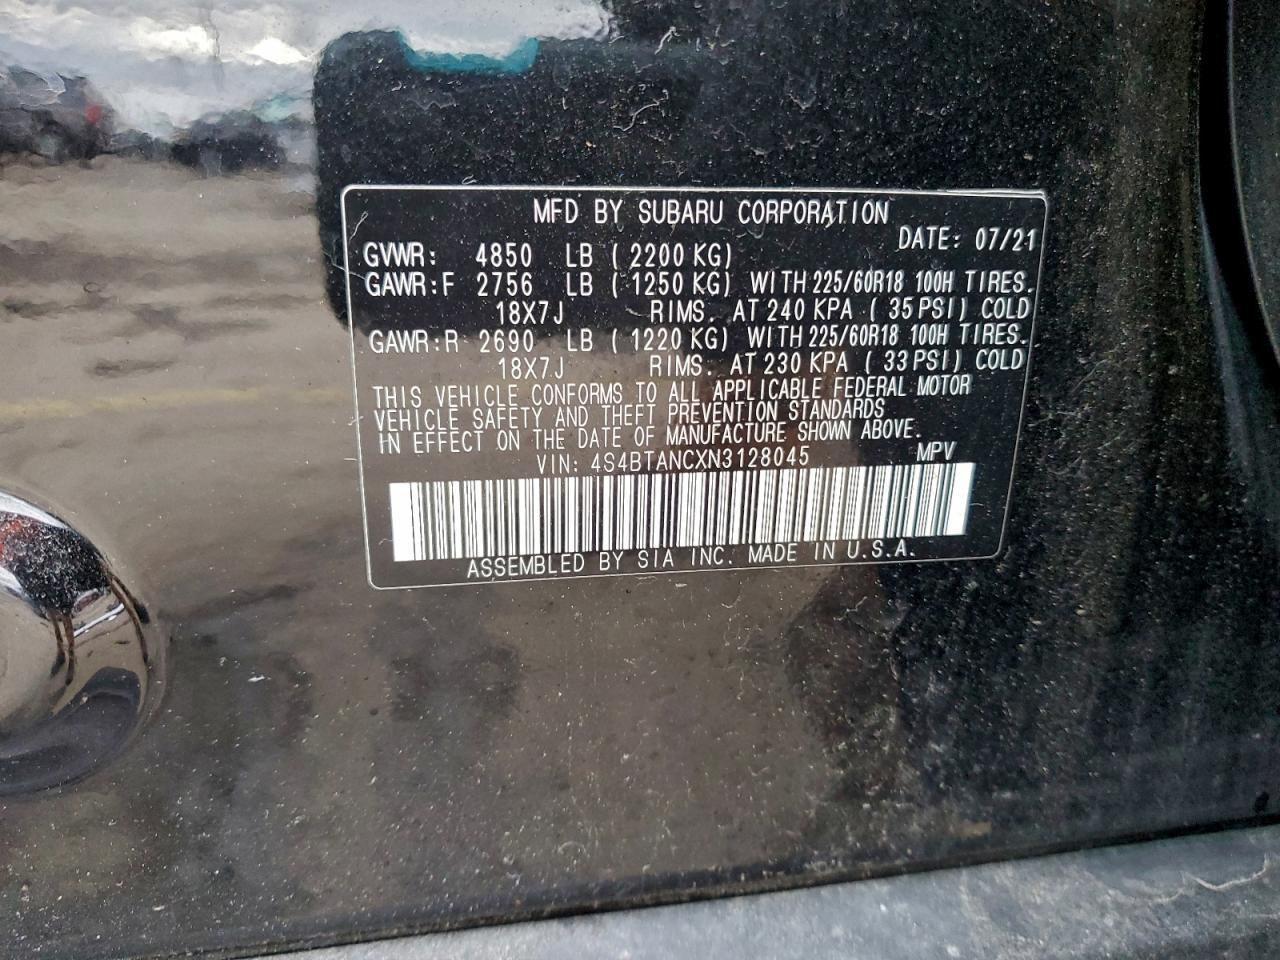 MFD BY SUBARU CORPORATION
DATE: 07/21
GVWR: 4850 LB ( 2200 KG)
GAWR:F 2756 LB ( 1250 KG) WITH 225/60R18 100H TIRES.
18X7J RIMS. AT 240 KPA ( 35 PSI) COLD
GAWR:R 2690 LB ( 1220 KG) WITH 225/60R18 100H TIRES.
18X7J RIMS. AT 230 KPA ( 33 PSI) COLD
THIS VEHICLE CONFORMS TO ALL APPLICABLE FEDERAL MOTOR
VEHICLE SAFETY AND THEFT PREVENTION STANDARDS
IN EFFECT ON THE DATE OF MANUFACTURE SHOWN ABOVE.
VIN: 4S4BTANCXN3128045 MPV
ASSEMBLED BY SIA INC. MADE IN U.S.A.